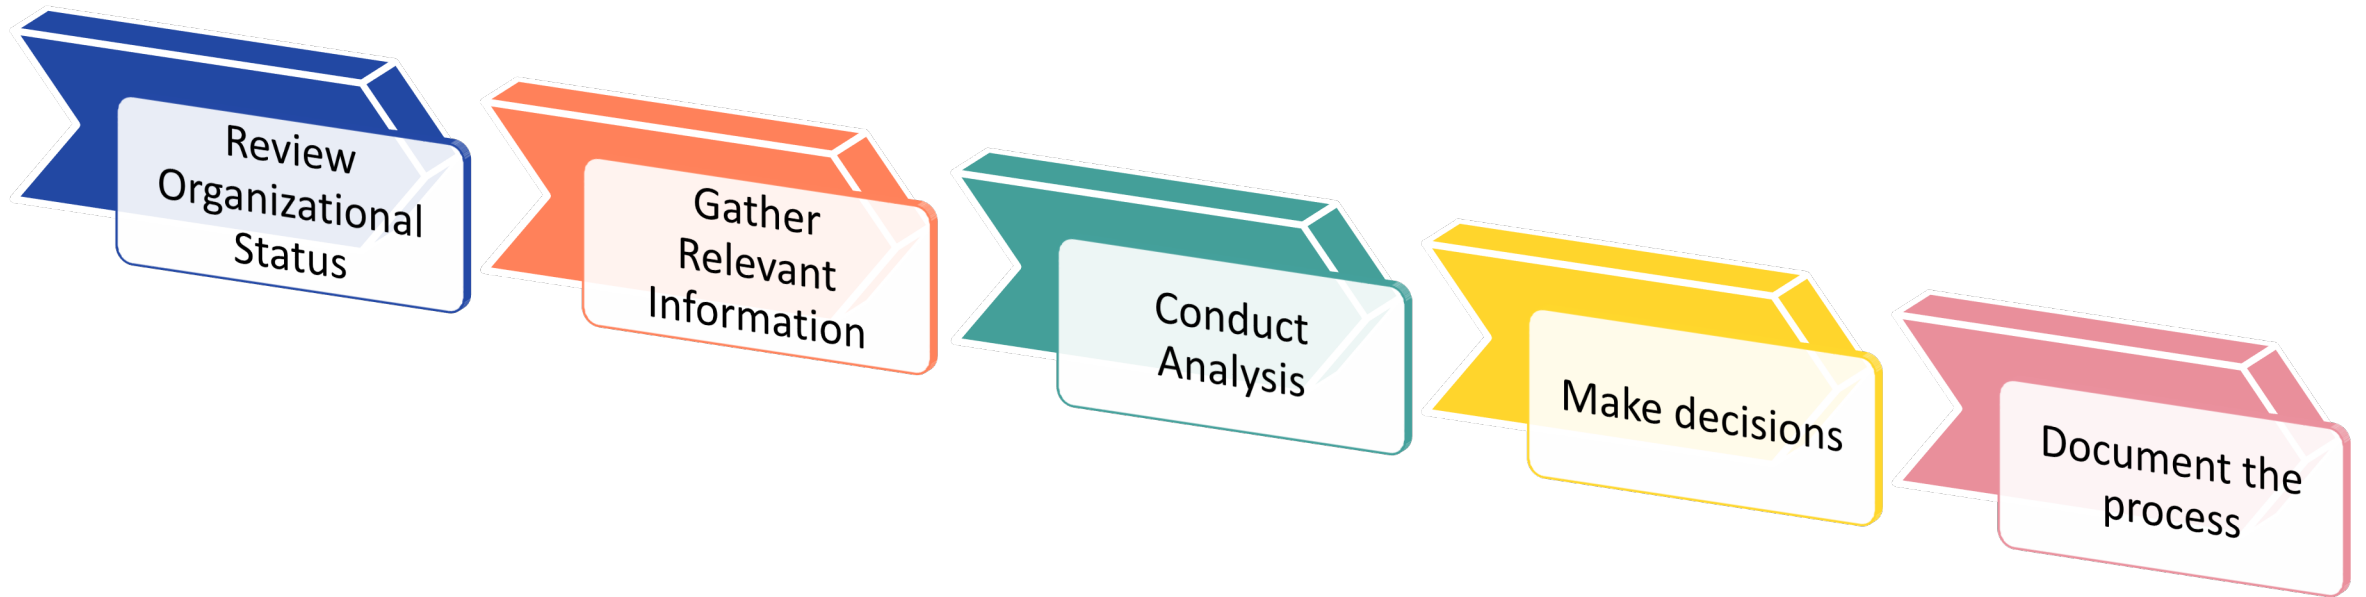 Review
Organizational
Status
Gather
Relevant
Information
Conduct
Analysis
Make decisions
Document the
process